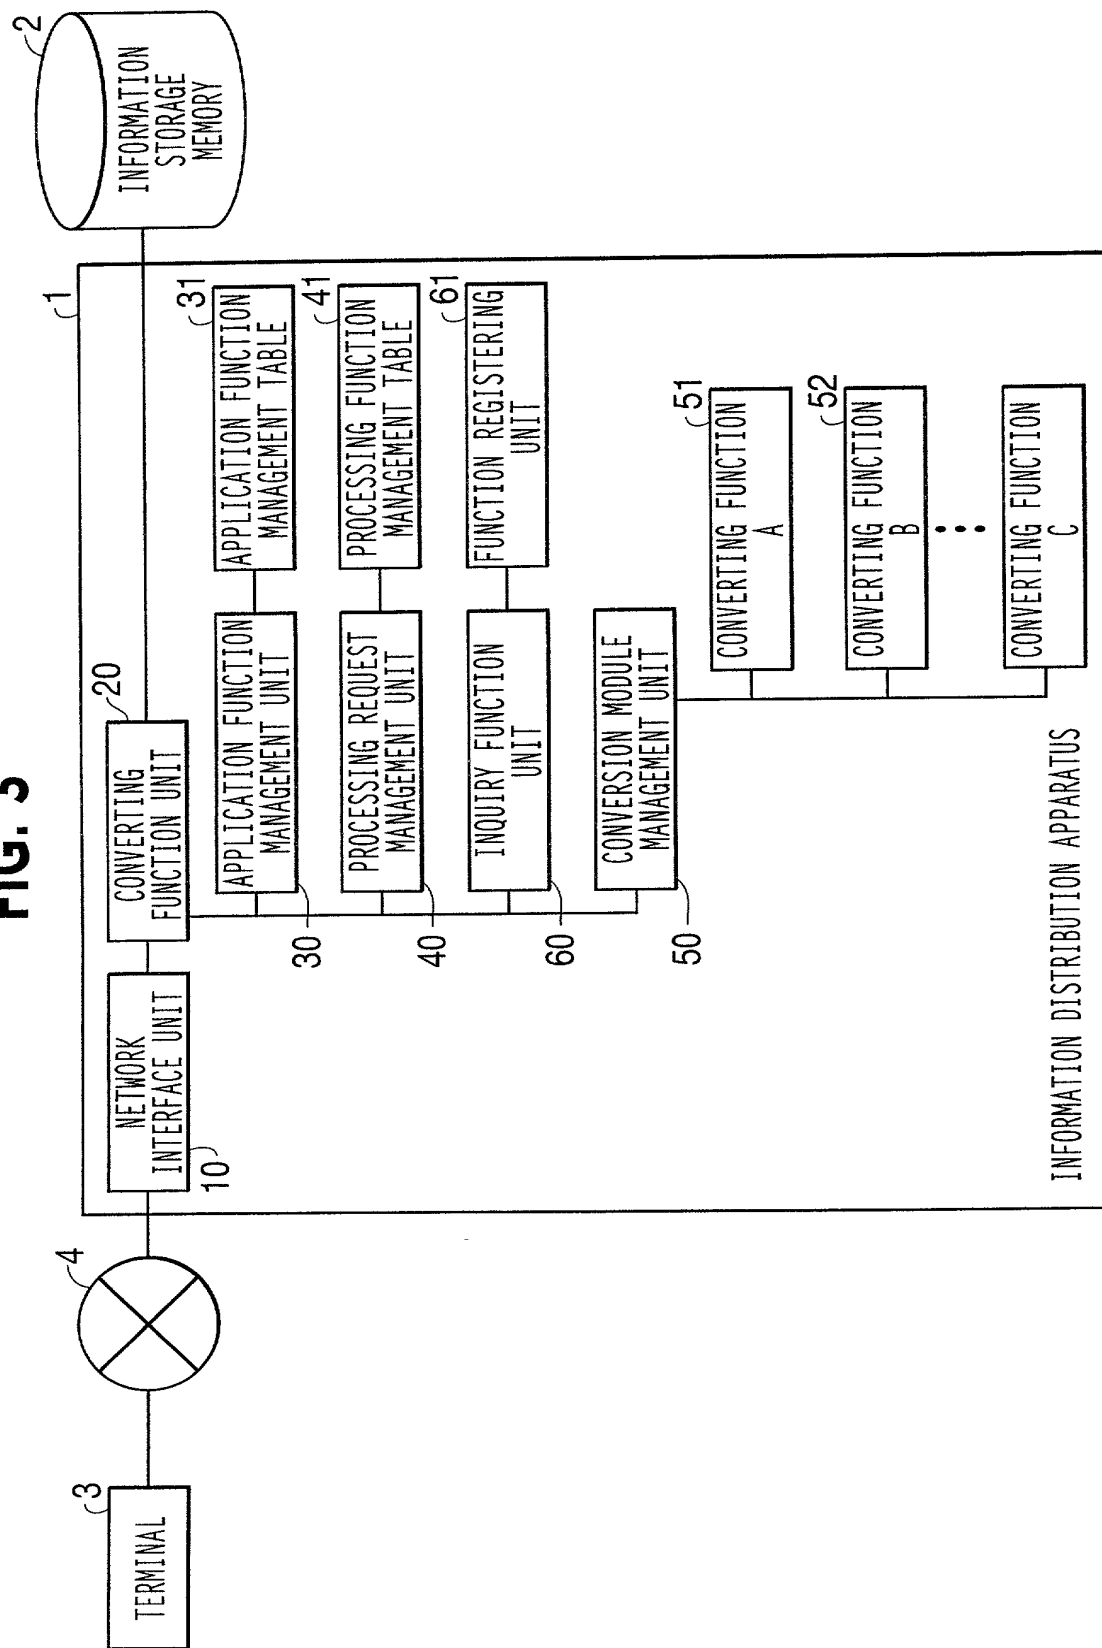 FIG.
3
TERMINAL
4
1
NETWORK
INTERFACE UNIT
10
CONVERTING
FUNCTION UNIT
20
2
INFORMATION
STORAGE
MEMORY
APPLICATION FUNCTION
MANAGEMENT UNIT
30
31
APPLICATION FUNCTION
MANAGEMENT TABLE
PROCESSING REQUEST
MANAGEMENT UNIT
40
41
PROCESSING FUNCTION
MANAGEMENT TABLE
INQUIRY FUNCTION
UNIT
60
61
FUNCTION REGISTERING
UNIT
CONVERSION MODULE
MANAGEMENT UNIT
50
51
CONVERTING FUNCTION
A
52
CONVERTING FUNCTION
B
CONVERTING FUNCTION
C
INFORMATION DISTRIBUTION APPARATUS